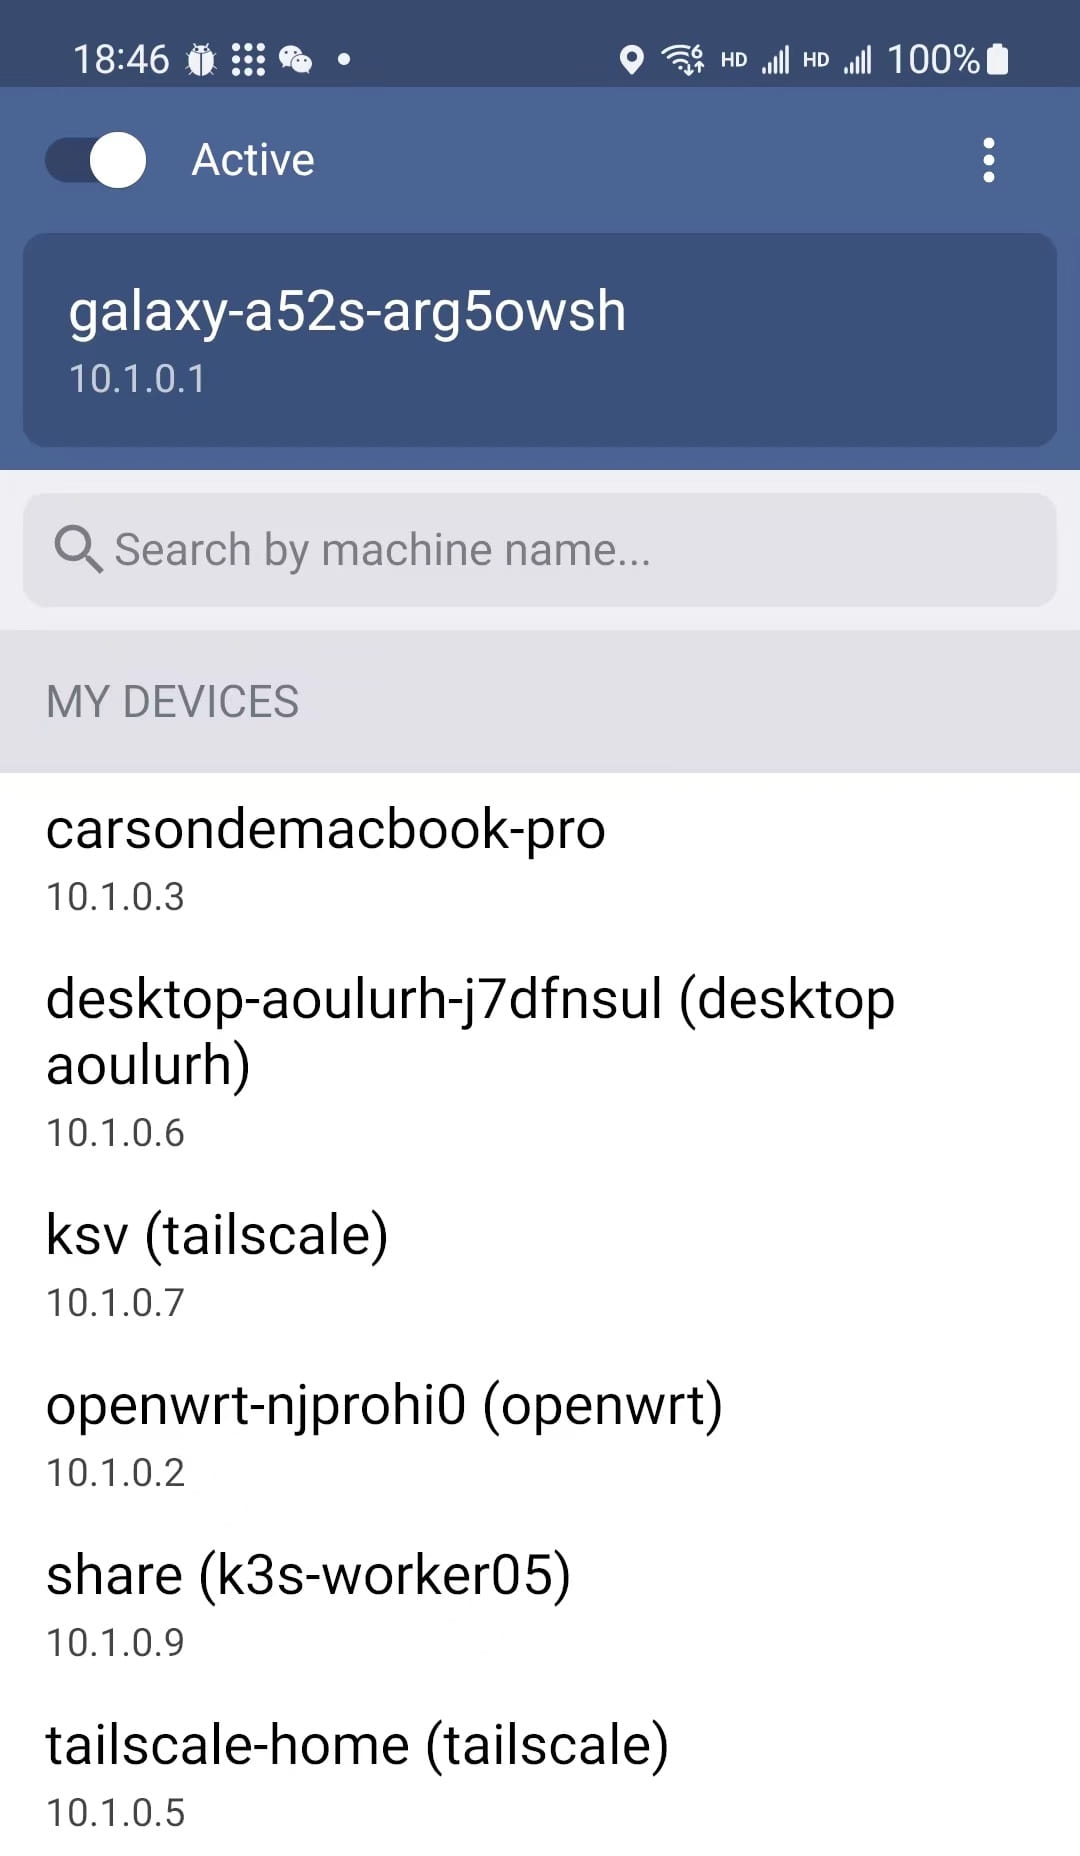 18:46 HD HD 100%
Active
galaxy-a52s-arg5owsh
10.1.0.1
Search by machine name...
MY DEVICES
carsondemacbook-pro
10.1.0.3
desktop-aoulurh-j7dfnsul (desktop
aoulurh)
10.1.0.6
ksv (tailscale)
10.1.0.7
openwrt-njprohi0 (openwrt)
10.1.0.2
share (k3s-worker05)
10.1.0.9
tailscale-home (tailscale)
10.1.0.5